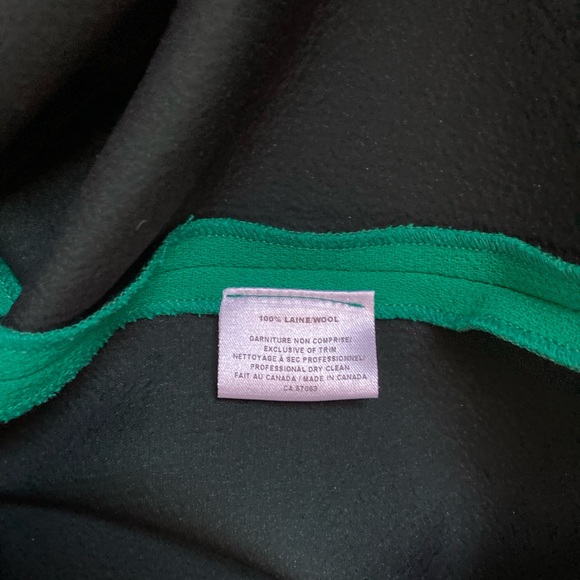 100% LAINE/WOOL
GARNITURE NON COMPRISE/
EXCLUSIVE OF TRIM
NETTOYAGE À SEC PROFESSIONNEL/
PROFESSIONAL DRY CLEAN
FAIT AU CANADA / MADE IN CANADA
CA 57063